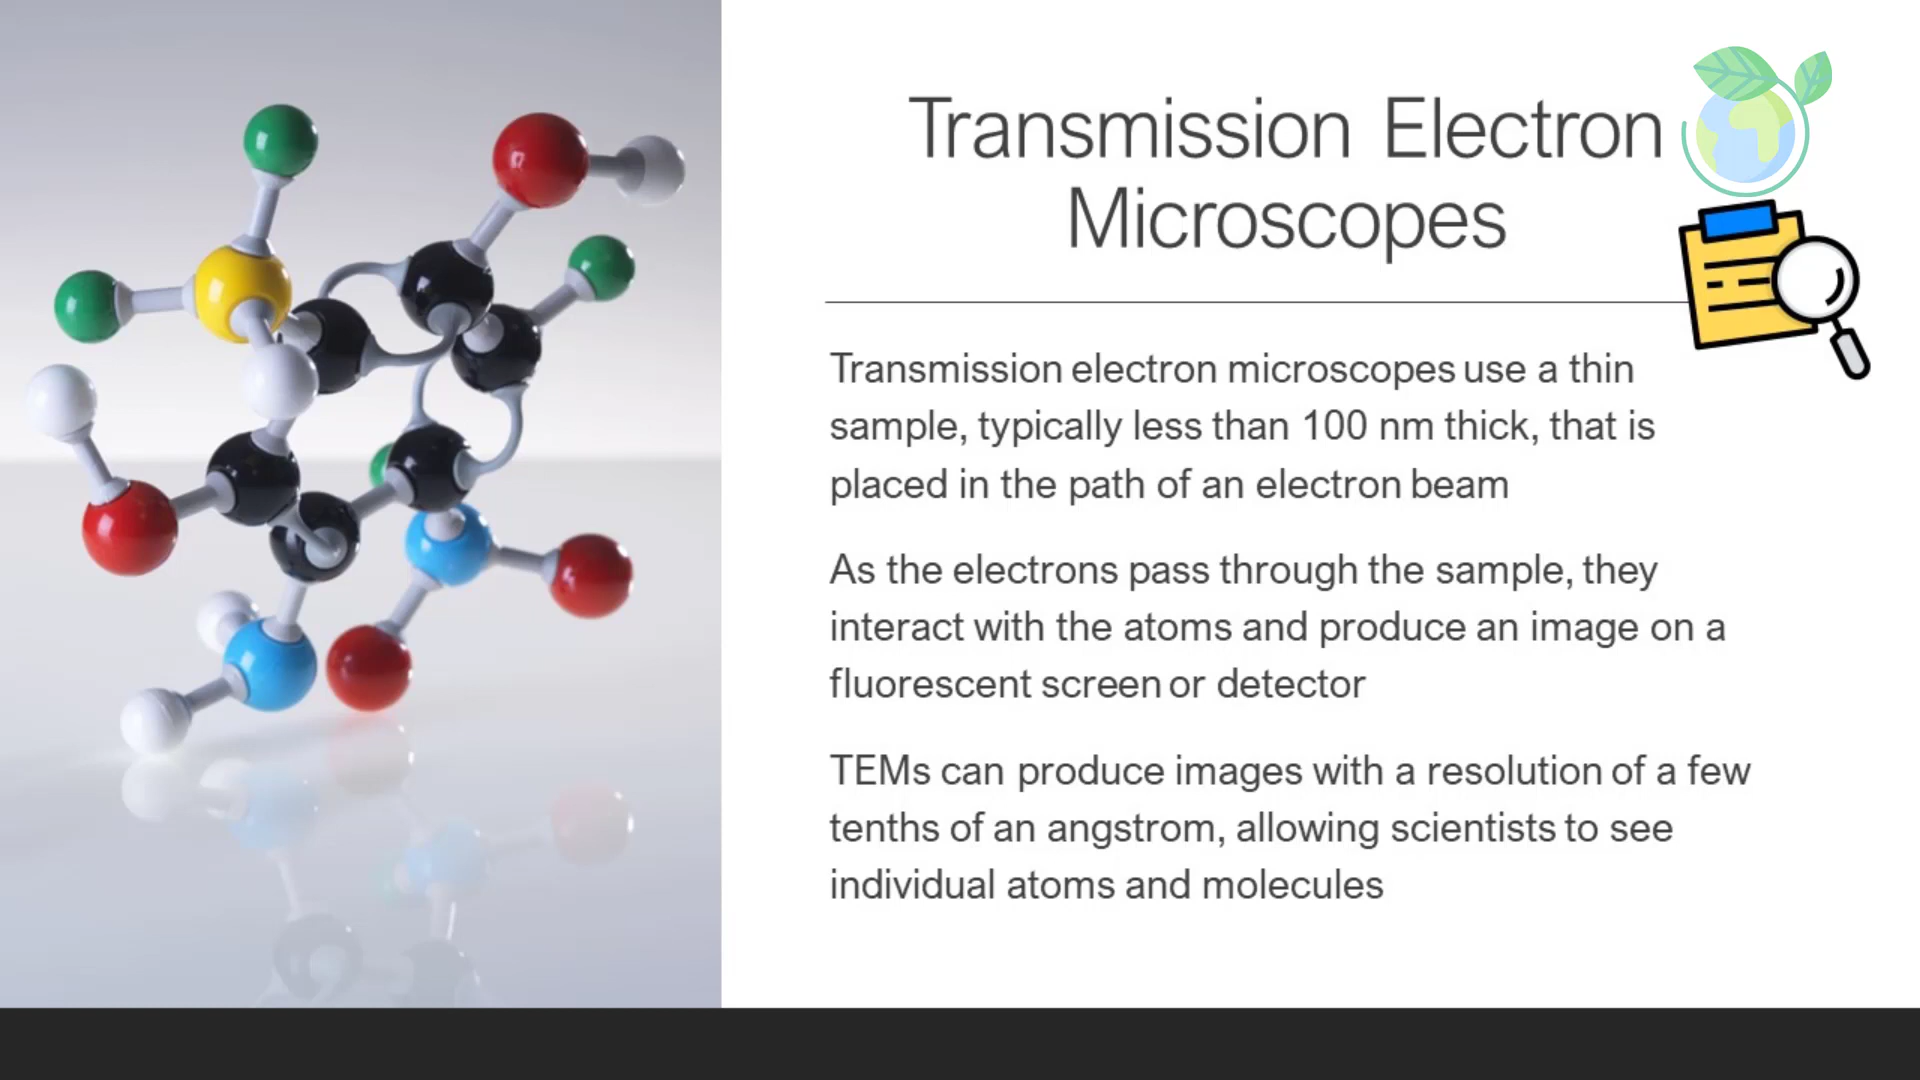 Transmission Electron
Microscopes
Transmission electron microscopes use a thin
sample, typically less than 100 nm thick, that is
placed in the path of an electron beam
As the electrons pass through the sample, they
interact with the atoms and produce an image on a
fluorescent screen or detector
TEMs can produce images with a resolution of a few
tenths of an angstrom, allowing scientists to see
individual atoms and molecules